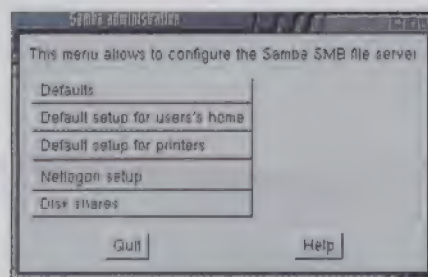 Samba administration
This menu allows to configure the Samba SMB file server
Defaults
Default setup for users's home
Default setup for printers
Netlogon setup
Disk shares
Quit
Help